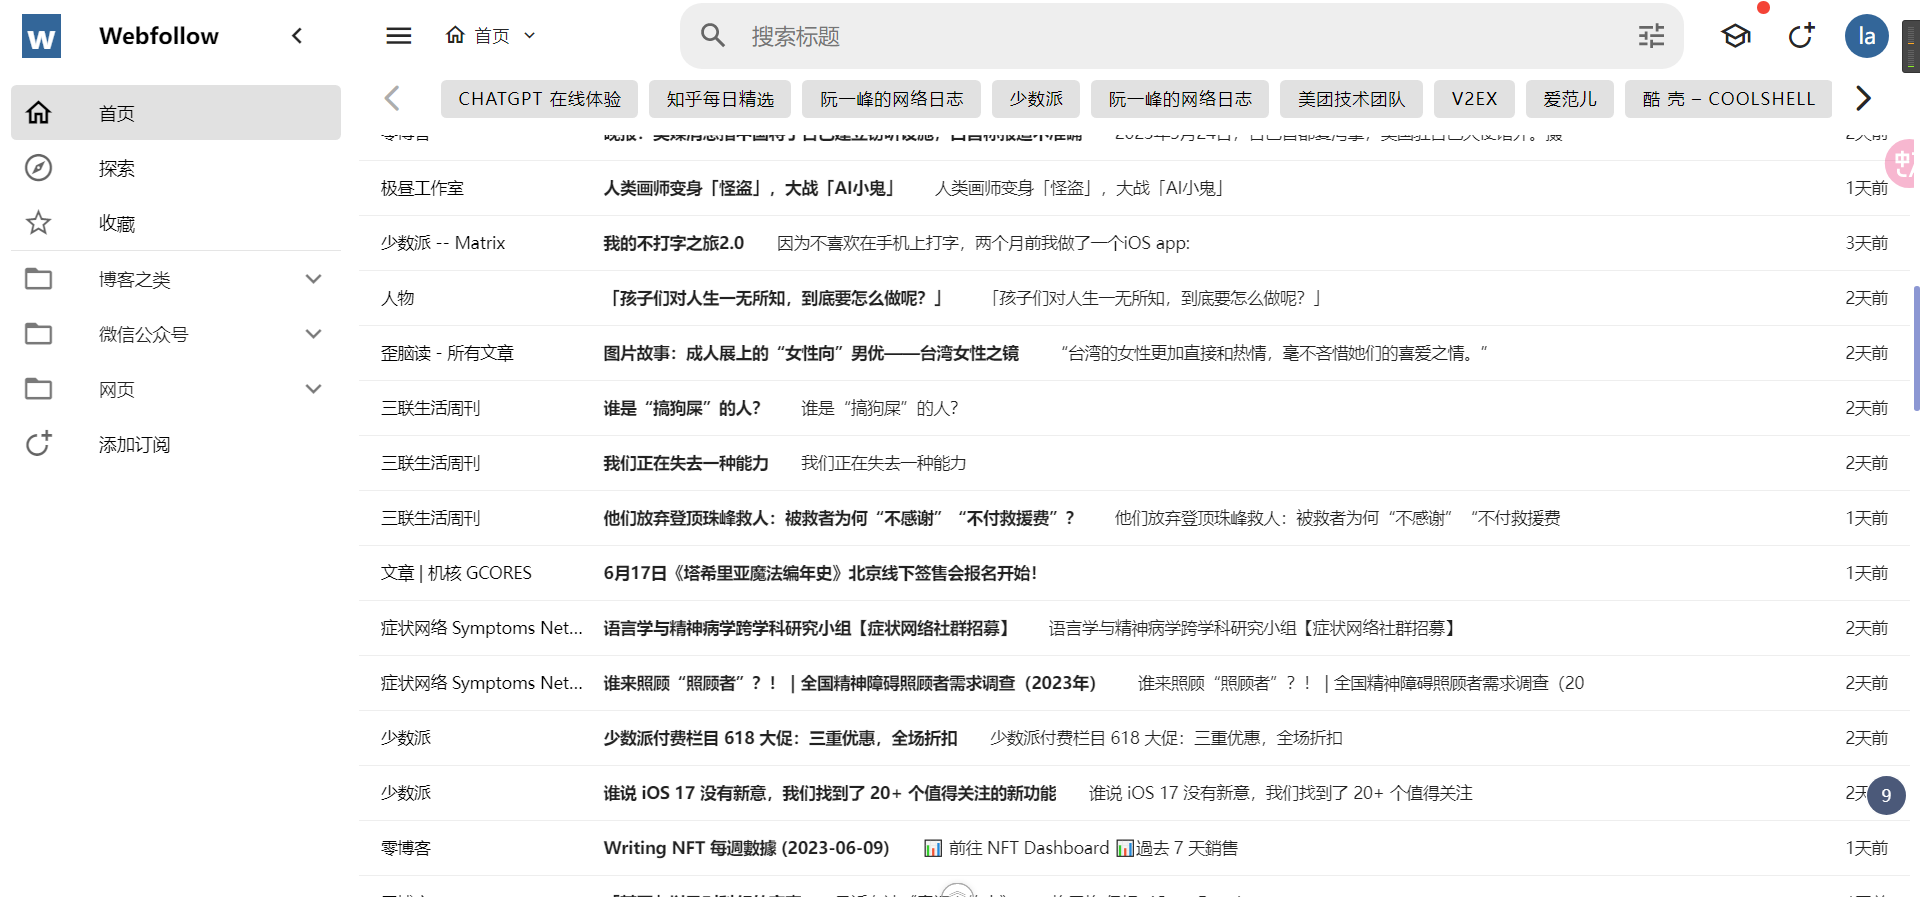 W Webfollow
首页
搜索标题
la
CHATGPT 在线体验 知乎每日精选 阮一峰的网络日志 少数派 阮一峰的网络日志 美团技术团队 V2EX 爱范儿 酷 壳 – COOLSHELL
首页
探索
收藏
博客之类
微信公众号
网页
添加订阅
极昼工作室 人类画师变身「怪盗」，大战「AI小鬼」 人类画师变身「怪盗」，大战「AI小鬼」 1天前
少数派 -- Matrix 我的不打字之旅2.0 因为不喜欢在手机上打字，两个月前我做了一个iOS app: 3天前
人物 「孩子们对人生一无所知，到底要怎么做呢？」 「孩子们对人生一无所知，到底要怎么做呢？」 2天前
歪脑读 - 所有文章 图片故事：成人展上的“女性向”男优——台湾女性之镜 “台湾的女性更加直接和热情，毫不吝惜她们的喜爱之情。” 2天前
三联生活周刊 谁是“搞狗屎”的人？ 谁是“搞狗屎”的人？ 2天前
三联生活周刊 我们正在失去一种能力 我们正在失去一种能力 2天前
三联生活周刊 他们放弃登顶珠峰救人：被救者为何“不感谢”“不付救援费”？ 他们放弃登顶珠峰救人：被救者为何“不感谢”“不付救援费 1天前
文章 | 机核 GCORES 6月17日《塔希里亚魔法编年史》北京线下签售会报名开始！ 1天前
症状网络 Symptoms Net... 语言学与精神病学跨学科研究小组【症状网络社群招募】 语言学与精神病学跨学科研究小组【症状网络社群招募】 2天前
症状网络 Symptoms Net... 谁来照顾“照顾者”？！ | 全国精神障碍照顾者需求调查（2023年） 谁来照顾“照顾者”？！ | 全国精神障碍照顾者需求调查（20 2天前
少数派 少数派付费栏目 618 大促：三重优惠，全场折扣 少数派付费栏目 618 大促：三重优惠，全场折扣 2天前
少数派 谁说 iOS 17 没有新意，我们找到了 20+ 个值得关注的新功能 谁说 iOS 17 没有新意，我们找到了 20+ 个值得关注 2天
9
零博客 Writing NFT 每週數據 (2023-06-09) 📊 前往 NFT Dashboard 📊過去 7 天銷售 1天前